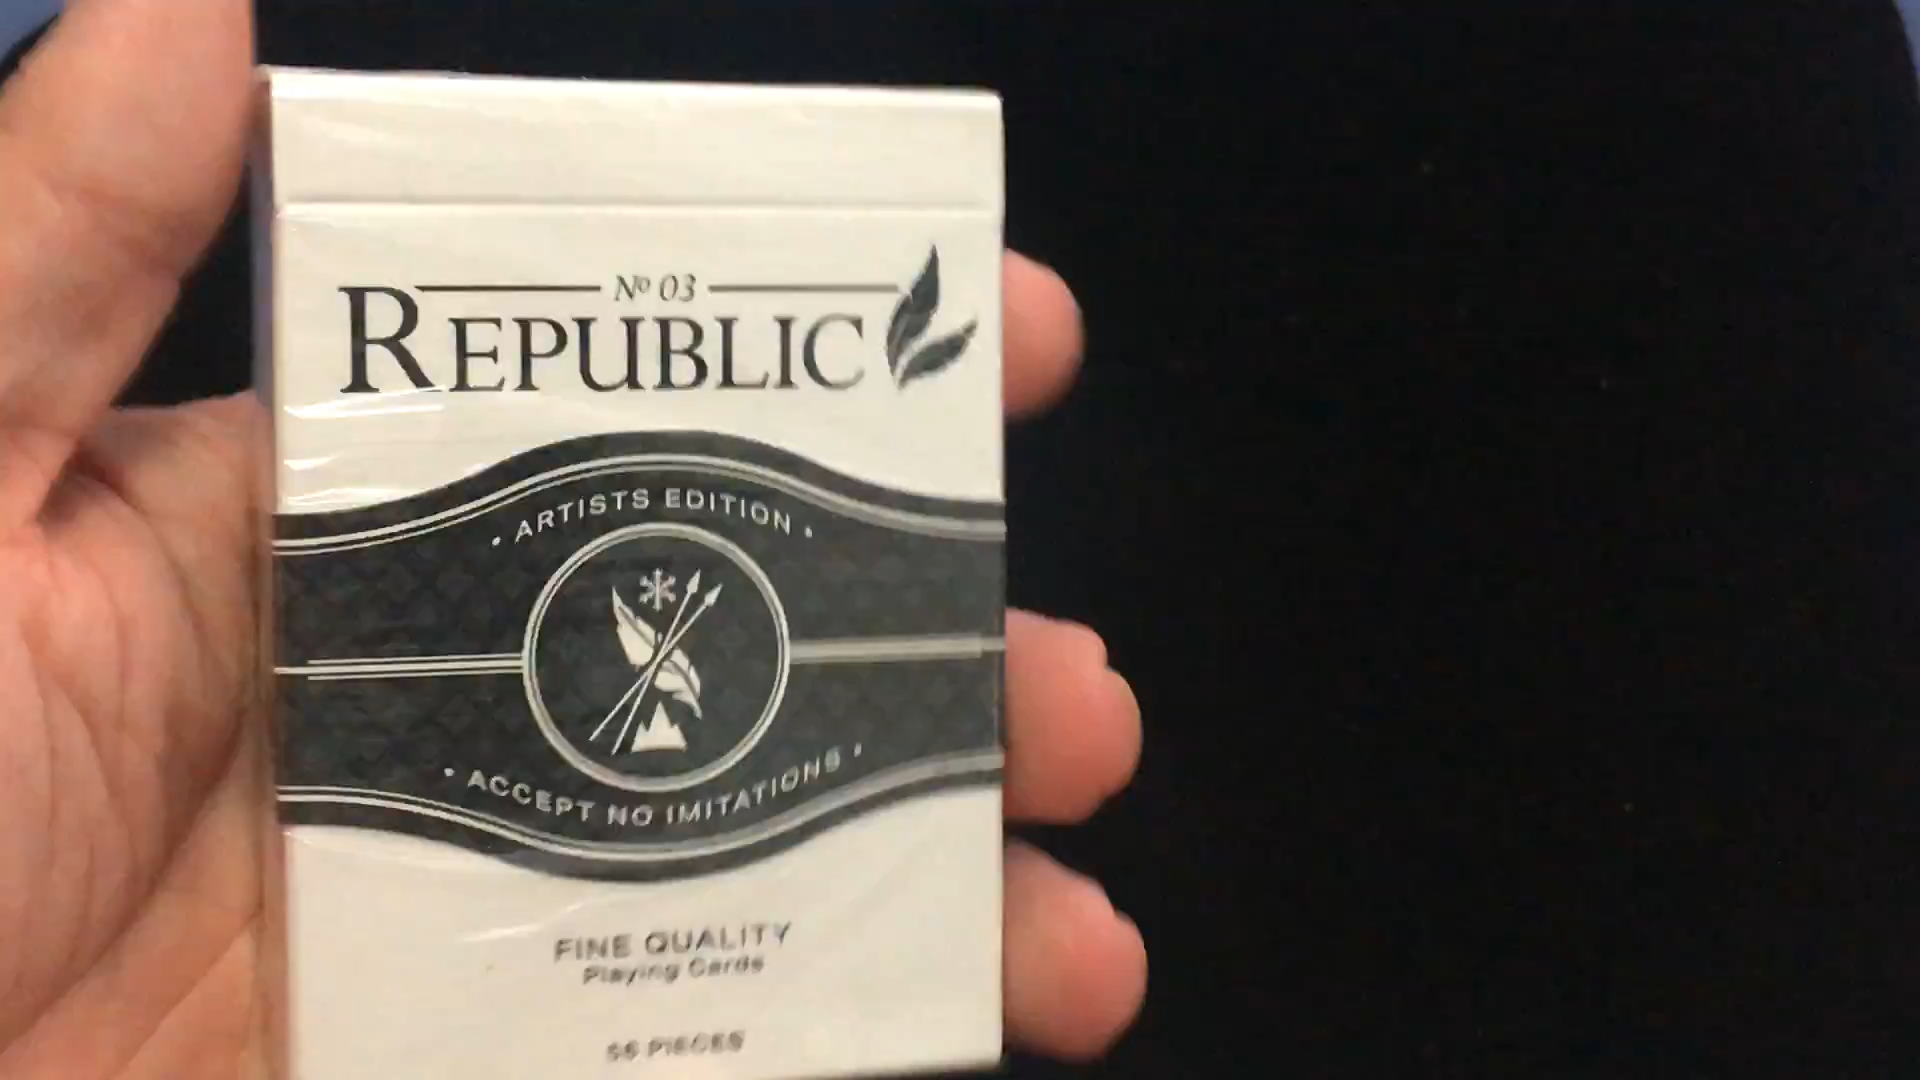 Nº 03
REPUBLIC
• ARTISTS EDITION •
• ACCEPT NO IMITATIONS •
FINE QUALITY
Playing Cards
56 PIECES